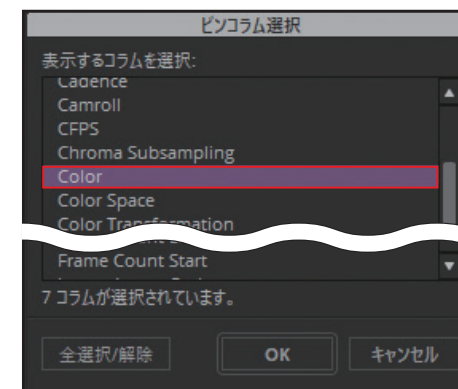 ビンコラム選択
表示するコラムを選択:
Cadence
Camroll
CFPS
Chroma Subsampling
Color
Color Space
Color Transformation
Frame Count Start
7 コラムが選択されています。
全選択/解除
OK
キャンセル